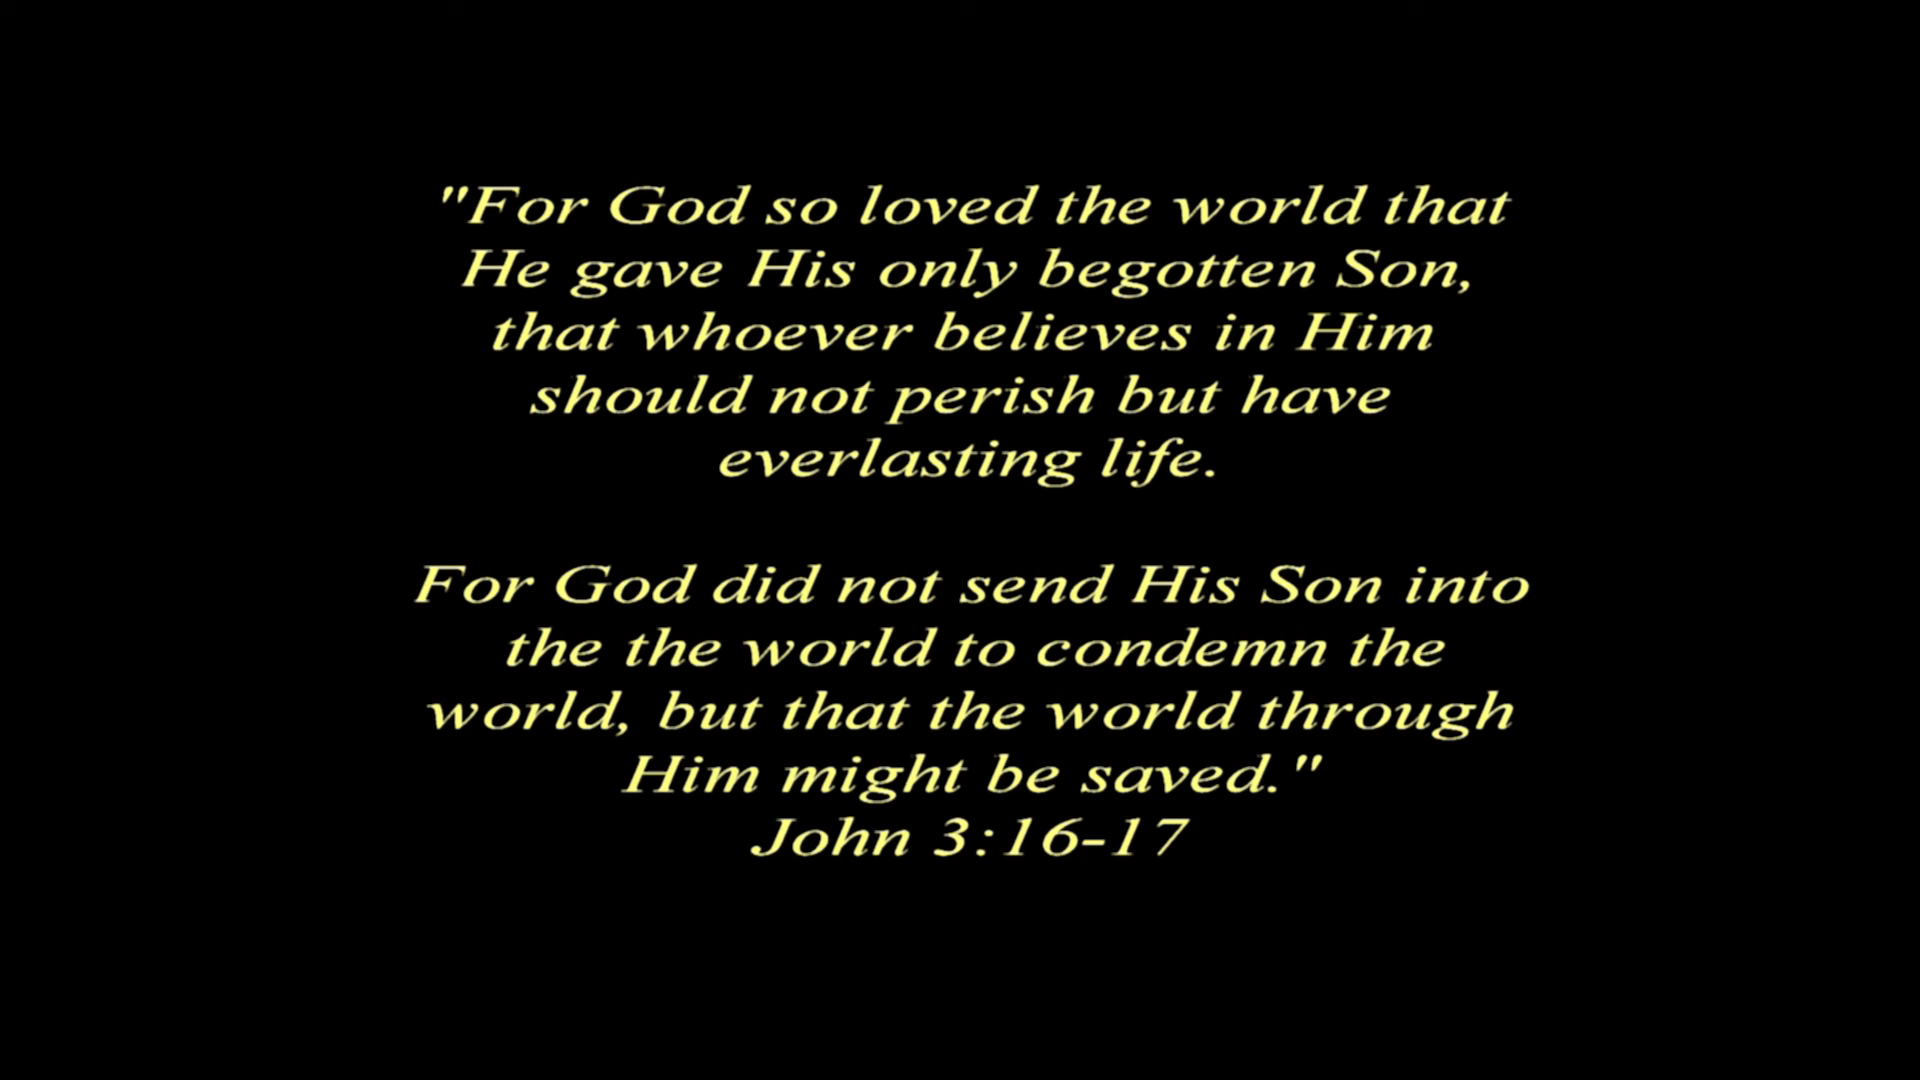 "For God so loved the world that
He gave His only begotten Son,
that whoever believes in Him
should not perish but have
everlasting life.
For God did not send His Son into
the the world to condemn the
world, but that the world through
Him might be saved."
John 3:16-17